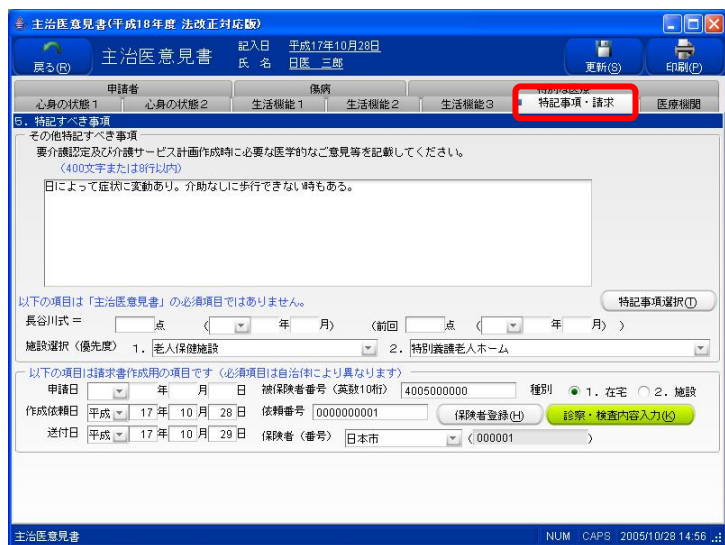 主治医意見書(平成18年度 法改正対応版)
戻る(R)
主治医意見書
記入日 平成17年10月28日
氏 名 日医 三郎
更新(S)
印刷(P)
申請者 傷病 特別な医療
心身の状態1 心身の状態2 生活機能1 生活機能2 生活機能3 特記事項・請求 医療機関
5. 特記すべき事項
その他特記すべき事項
要介護認定及び介護サービス計画作成時に必要な医学的なご意見等を記載してください。
(400文字または8行以内)
日によって症状に変動あり。介助なしに歩行できない時もある。
以下の項目は「主治医意見書」の必須項目ではありません。
特記事項選択(T)
長谷川式 = 点 ( 年 月) (前回 点 ( 年 月) )
施設選択(優先度) 1. 老人保健施設 2. 特別養護老人ホーム
以下の項目は請求書作成用の項目です(必須項目は自治体により異なります)
申請日 年 月 日 被保険者番号(英数10桁) 4005000000 種別 1. 在宅 2. 施設
作成依頼日 平成 17 年 10 月 28 日 依頼番号 0000000001 保険者登録(H) 診察・検査内容入力(K)
送付日 平成 17 年 10 月 29 日 保険者(番号) 日本市 ( 000001 )
主治医意見書 NUM CAPS 2005/10/28 14:56